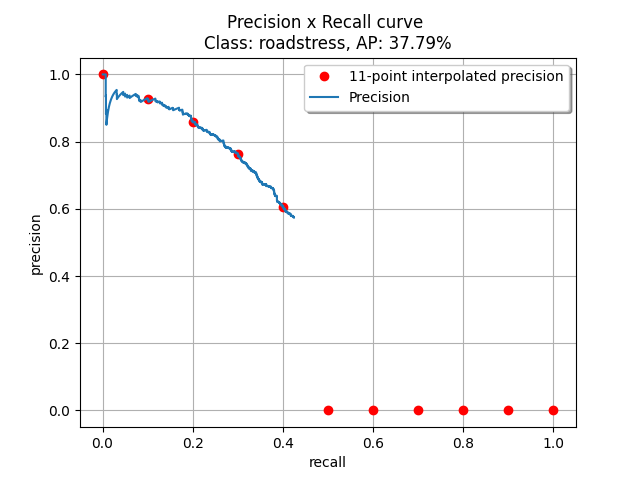 Precision x Recall curve
Class: roadstress, AP: 37.79%
11-point interpolated precision
Precision
1.0
0.8
0.6
0.4
0.2
0.0
precision
0.0
0.2
0.4
0.6
0.8
1.0
recall